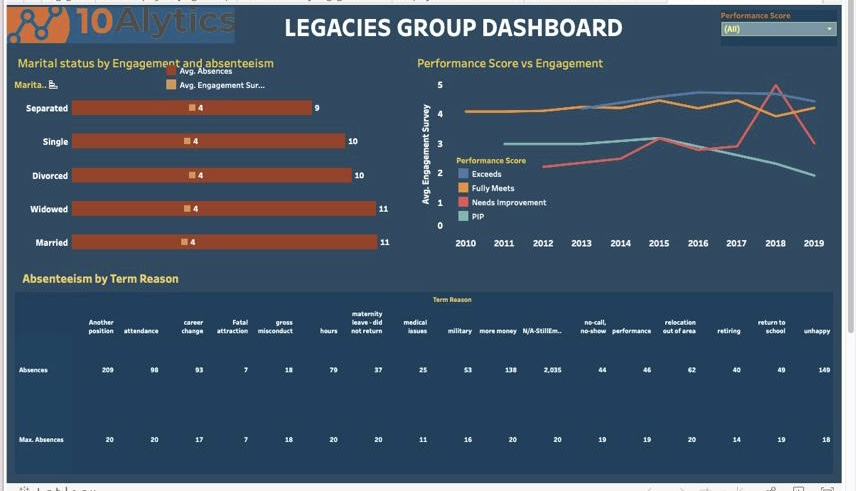 10Alytics
LEGACIES GROUP DASHBOARD
Performance Score
(All)
Marital status by Engagement and absenteeism
Avg. Absences
Avg. Engagement Sur...
Marita..
Separated 4 9
Single 4 10
Divorced 4 10
Widowed 4 11
Married 4 11
Performance Score vs Engagement
Avg. Engagement Survey
5
4
3
2
1
0
Performance Score
Exceeds
Fully Meets
Needs Improvement
PIP
2010 2011 2012 2013 2014 2015 2016 2017 2018 2019
Absenteeism by Term Reason
Term Reason
Another position attendance career change Fatal attraction gross misconduct hours maternity leave - did not return medical issues military more money N/A-StillEm.. no-call, no-show performance relocation out of area retiring return to school unhappy
Absences 209 98 93 7 18 79 37 25 53 138 2,035 44 46 62 40 49 149
Max. Absences 20 20 17 7 18 20 20 11 16 20 20 19 19 20 14 19 18